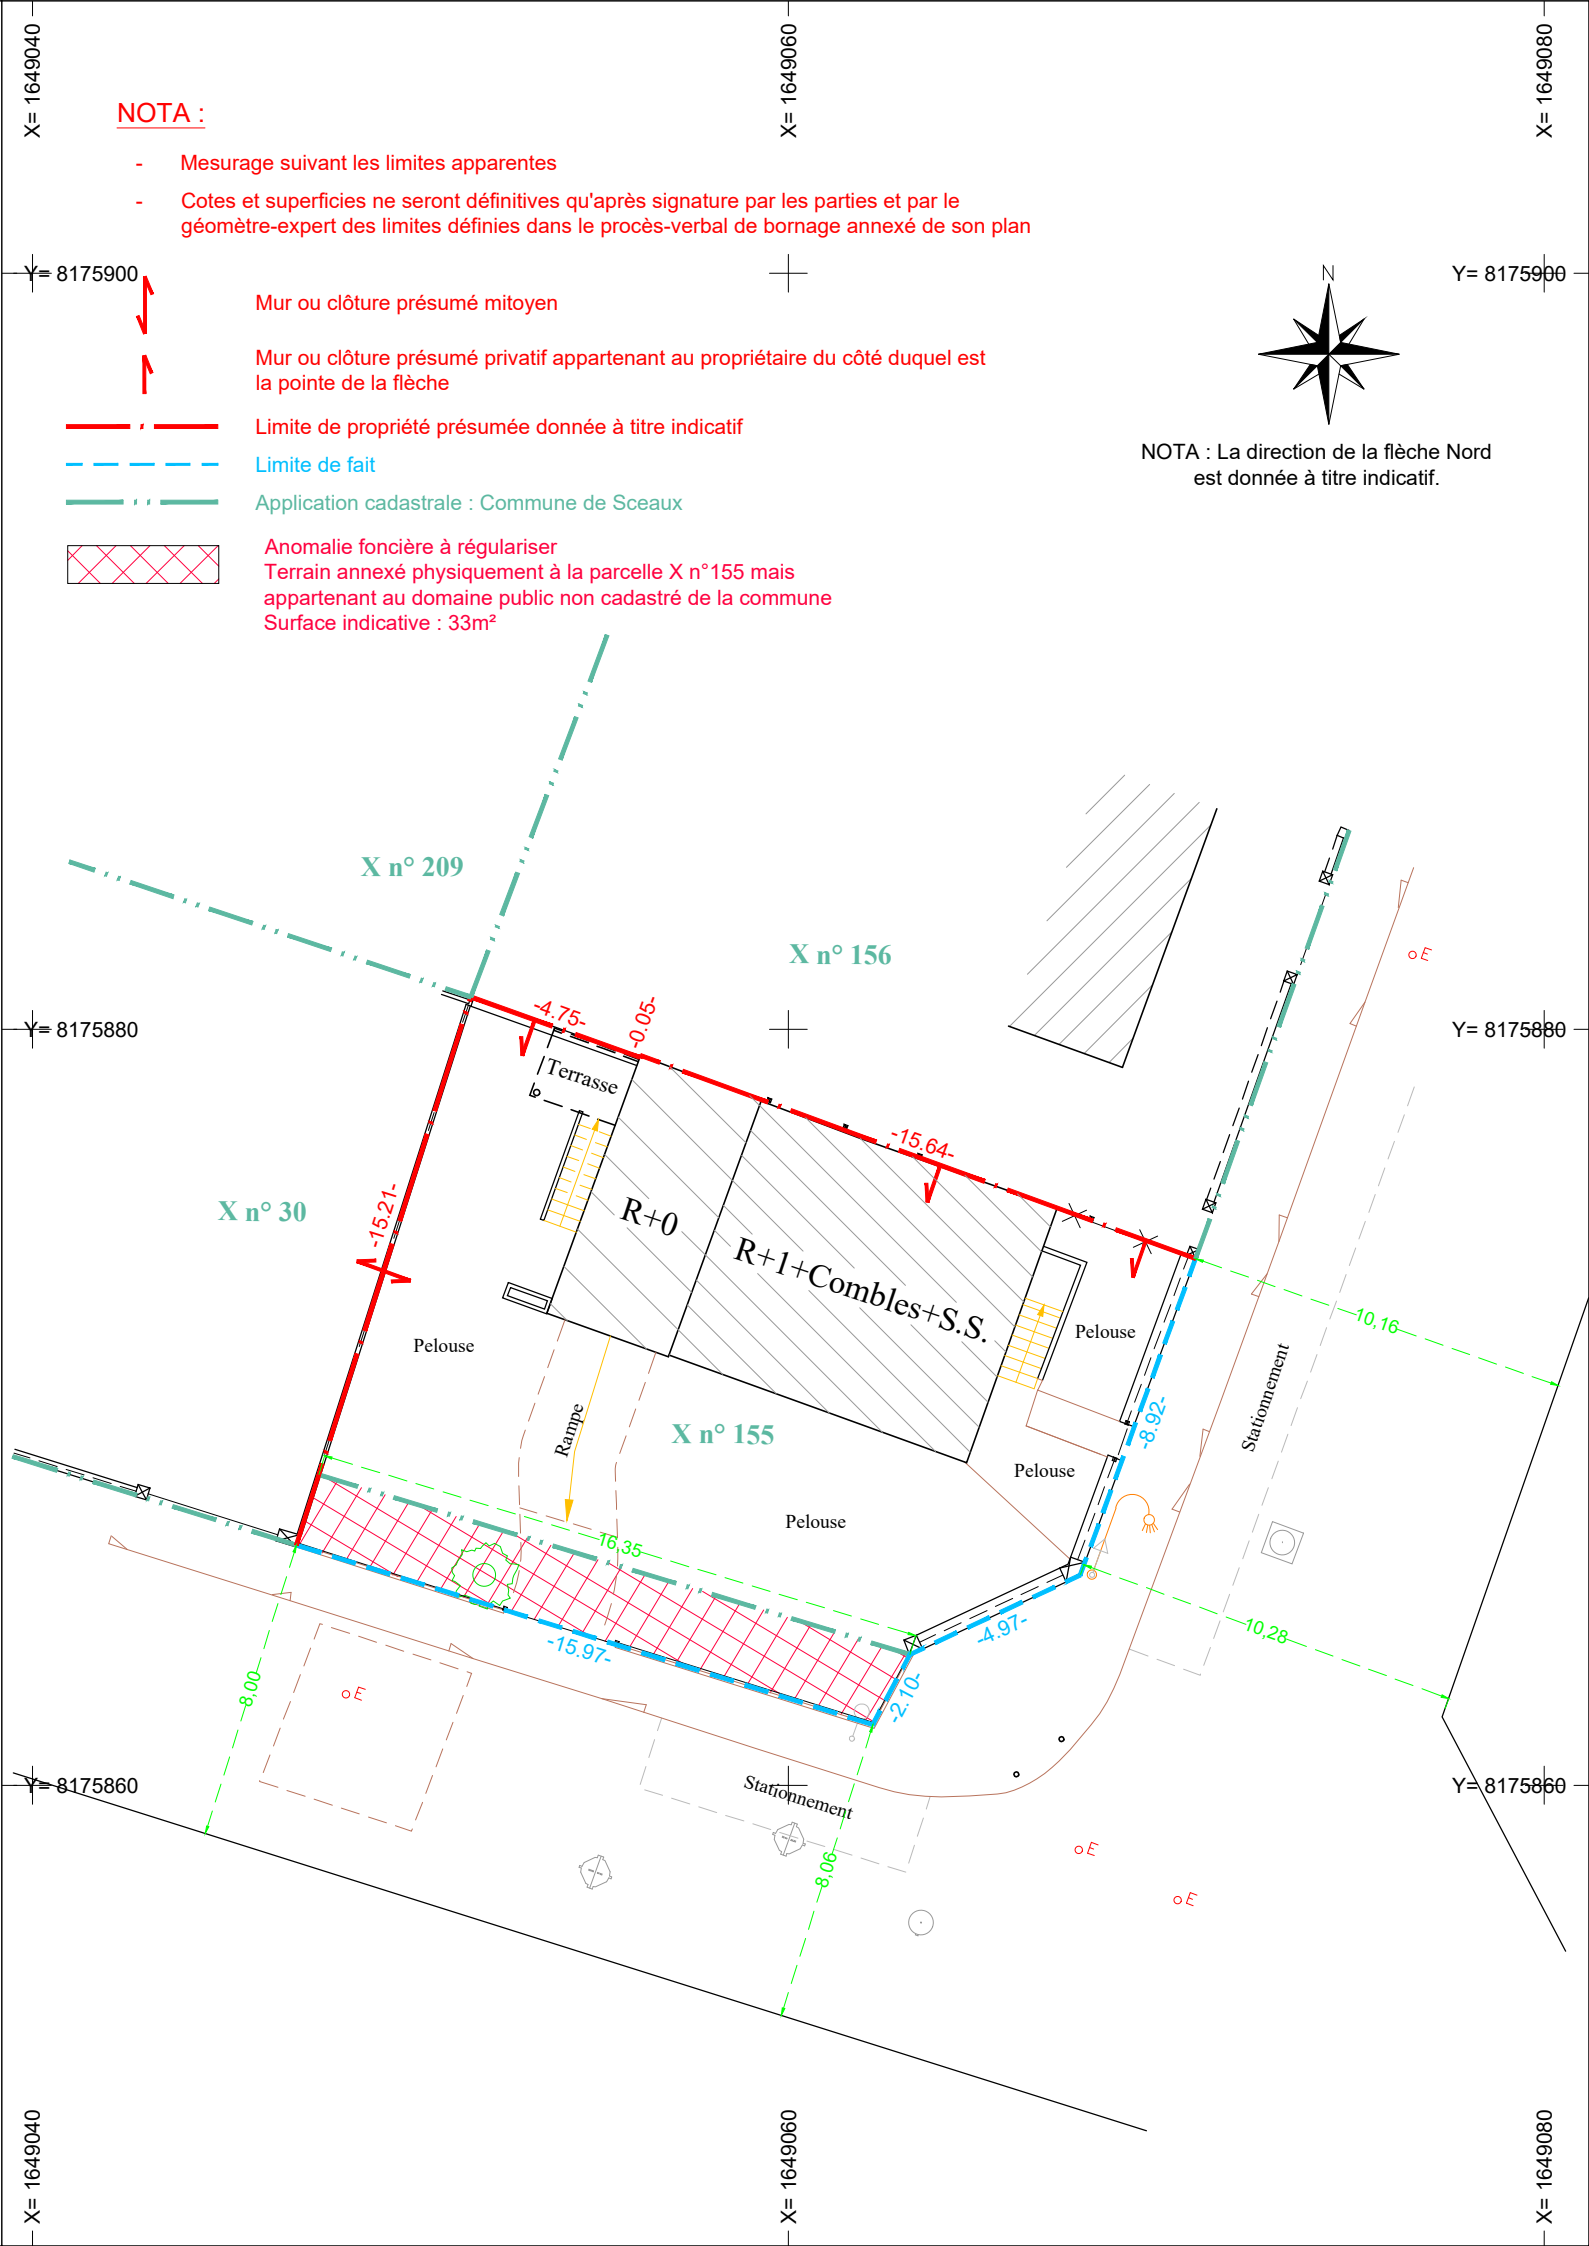 X= 1649040
X= 1649060
X= 1649080
NOTA :
- Mesurage suivant les limites apparentes
- Cotes et superficies ne seront définitives qu'après signature par les parties et par le
géomètre-expert des limites définies dans le procès-verbal de bornage annexé de son plan
Y= 8175900
Y= 8175900
N
Mur ou clôture présumé mitoyen
Mur ou clôture présumé privatif appartenant au propriétaire du côté duquel est
la pointe de la flèche
Limite de propriété présumée donnée à titre indicatif
Limite de fait
Application cadastrale : Commune de Sceaux
NOTA : La direction de la flèche Nord
est donnée à titre indicatif.
Anomalie foncière à régulariser
Terrain annexé physiquement à la parcelle X n°155 mais
appartenant au domaine public non cadastré de la commune
Surface indicative : 33m²
X n° 209
X n° 156
E
-4.75-
-0.05-
Y= 8175880
Y= 8175880
Terrasse
-15.64-
-15.21-
X n° 30
R+0
R+1+Combles+S.S.
Pelouse
Pelouse
10,16
Stationnement
Rampe
X n° 155
-8.92-
Pelouse
Pelouse
16,35
-15.97-
-4.97-
10,28
-2.10-
8,00
E
Y= 8175860
Y= 8175860
Stationnement
8,06
E
E
X= 1649040
X= 1649060
X= 1649080